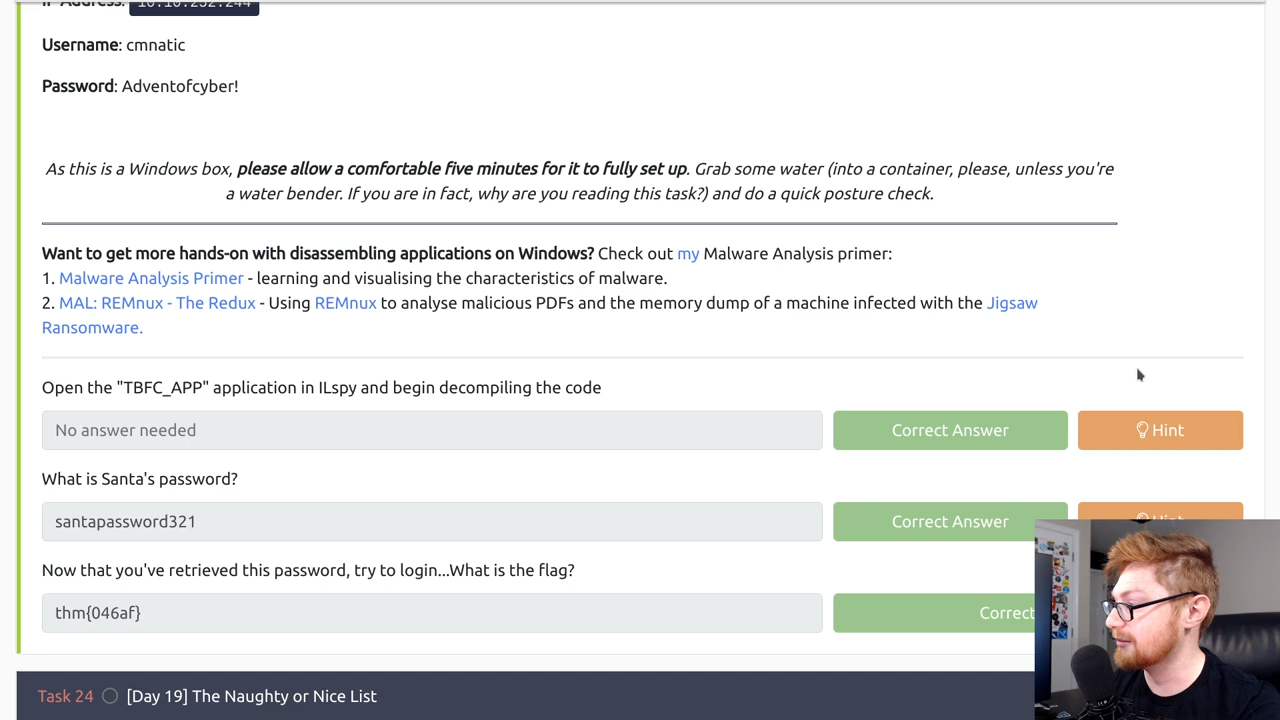 IP Address: 10.10.232.244
Username: cmnatic
Password: Adventofcyber!
As this is a Windows box, please allow a comfortable five minutes for it to fully set up. Grab some water (into a container, please, unless you're
a water bender. If you are in fact, why are you reading this task?) and do a quick posture check.
Want to get more hands-on with disassembling applications on Windows? Check out my Malware Analysis primer:
1. Malware Analysis Primer - learning and visualising the characteristics of malware.
2. MAL: REMnux - The Redux - Using REMnux to analyse malicious PDFs and the memory dump of a machine infected with the Jigsaw
Ransomware.
Open the "TBFC_APP" application in ILspy and begin decompiling the code
No answer needed Correct Answer Hint
What is Santa's password?
santapassword321 Correct Answer Hint
Now that you've retrieved this password, try to login...What is the flag?
thm{046af} Correct
Task 24 [Day 19] The Naughty or Nice List